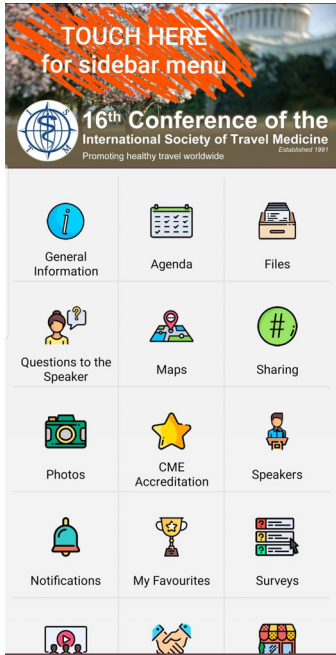 TOUCH HERE
for sidebar menu
16th Conference of the
International Society of Travel Medicine
Established 1991
Promoting healthy travel worldwide
General
Information
Agenda
Files
Questions to the
Speaker
Maps
#
Sharing
Photos
CME
Accreditation
Speakers
Notifications
My Favourites
Surveys